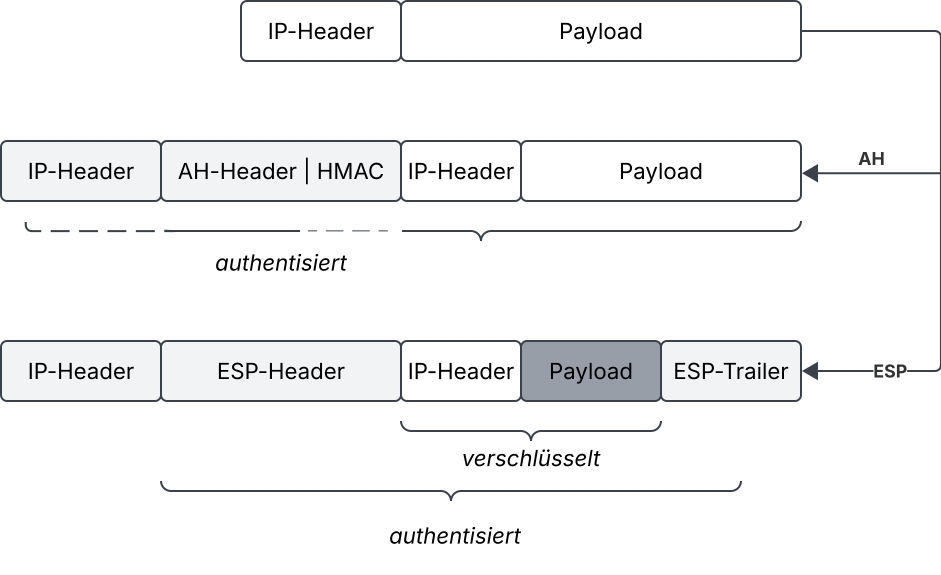 IP-Header
Payload
AH
IP-Header
AH-Header | HMAC
IP-Header
Payload
authentisiert
IP-Header
ESP-Header
IP-Header
Payload
ESP-Trailer
ESP
verschlüsselt
authentisiert